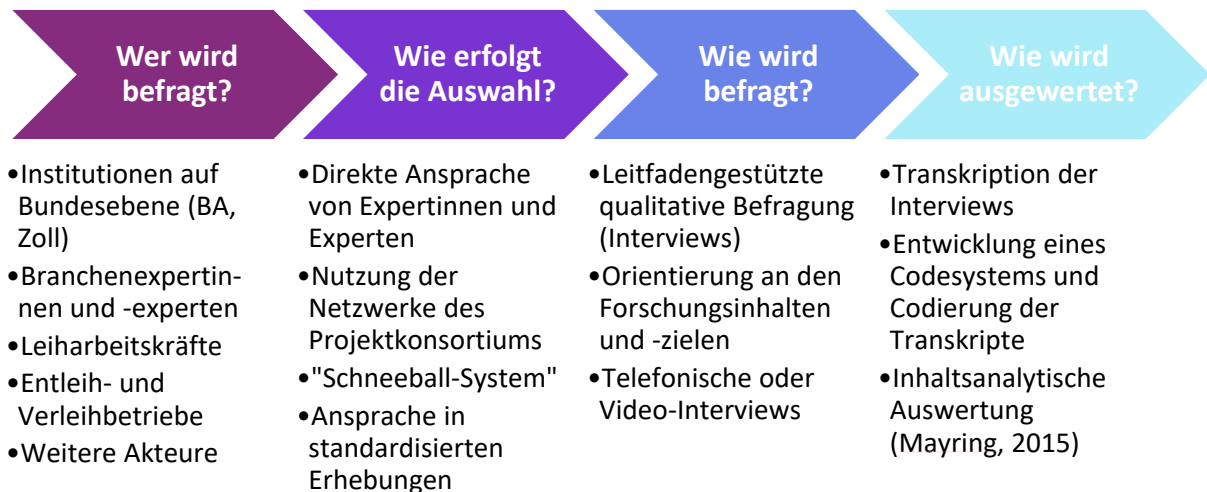 Wer wird
befragt?
•Institutionen auf
Bundesebene (BA,
Zoll)
•Branchenexpertin-
nen und -experten
•Leiharbeitskräfte
•Entleih- und
Verleihbetriebe
•Weitere Akteure
Wie erfolgt
die Auswahl?
•Direkte Ansprache
von Expertinnen und
Experten
•Nutzung der
Netzwerke des
Projektkonsortiums
•"Schneeball-System"
•Ansprache in
standardisierten
Erhebungen
Wie wird
befragt?
•Leitfadengestützte
qualitative Befragung
(Interviews)
•Orientierung an den
Forschungsinhalten
und -zielen
•Telefonische oder
Video-Interviews
Wie wird
ausgewertet?
•Transkription der
Interviews
•Entwicklung eines
Codesystems und
Codierung der
Transkripte
•Inhaltsanalytische
Auswertung
(Mayring, 2015)